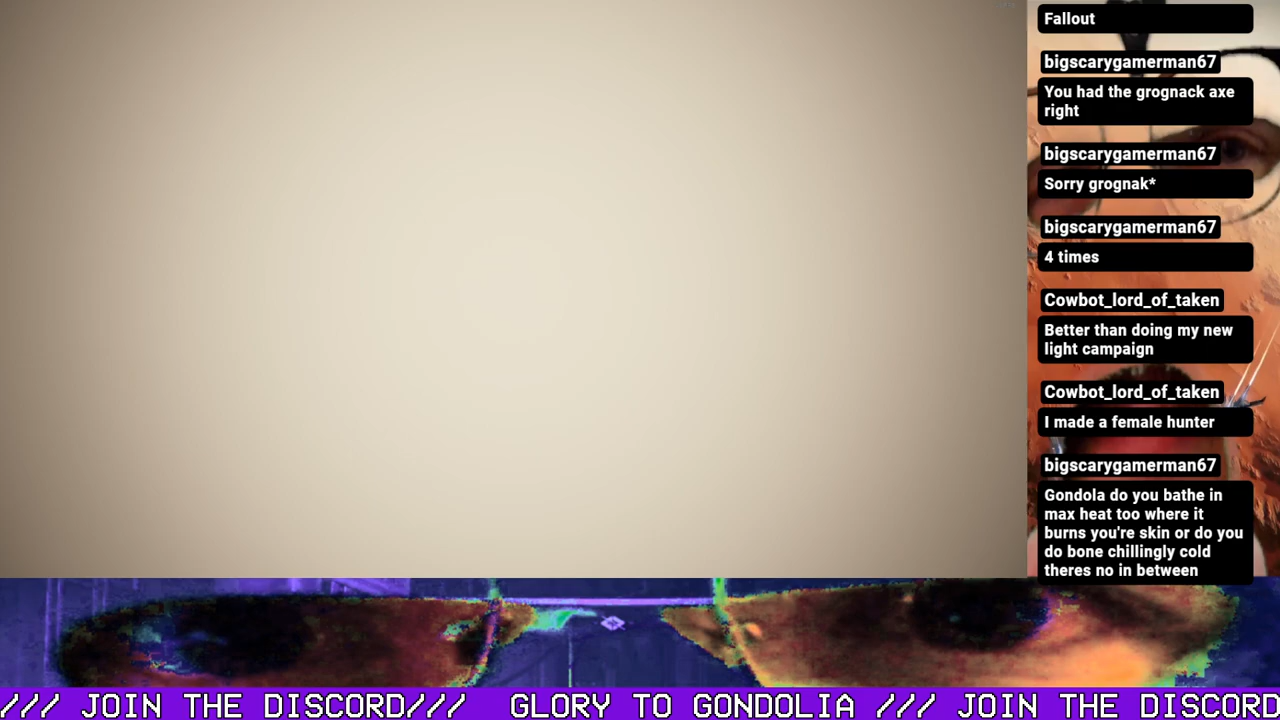 Fallout
bigscarygamerman67
You had the grognack axe
right
bigscarygamerman67
Sorry grognak*
bigscarygamerman67
4 times
Cowbot_lord_of_taken
Better than doing my new
light campaign
Cowbot_lord_of_taken
I made a female hunter
bigscarygamerman67
Gondola do you bathe in
max heat too where it
burns you're skin or do you
do bone chillingly cold
theres no in between
/// JOIN THE DISCORD/// GLORY TO GONDOLIA /// JOIN THE DISCORD